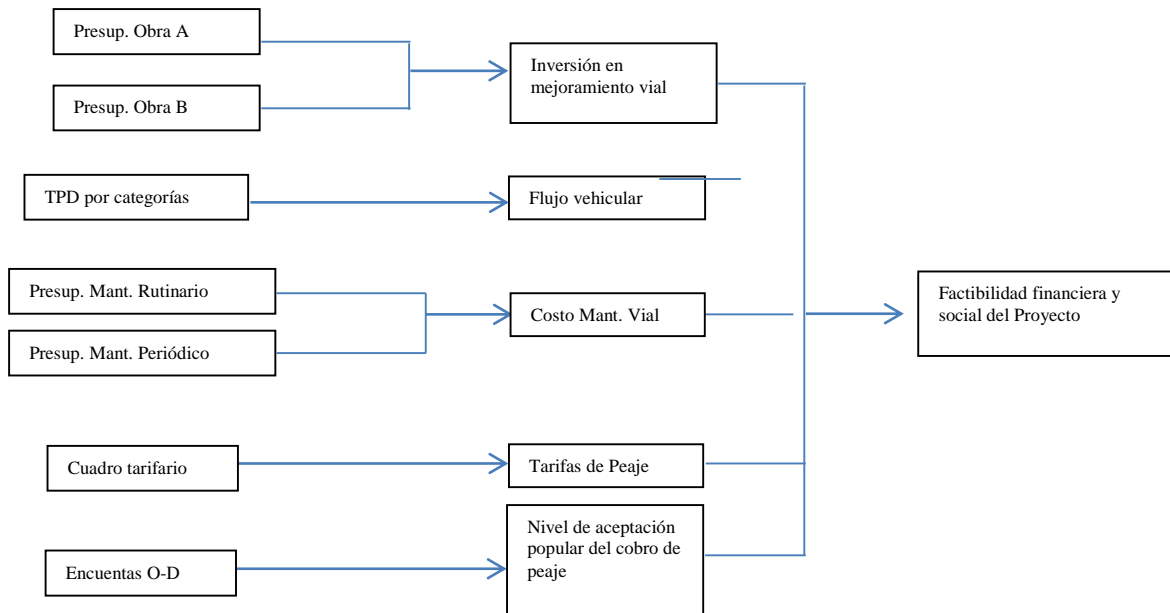 Presup. Obra A
Presup. Obra B
Inversión en
mejoramiento vial
TPD por categorías
Flujo vehicular
Presup. Mant. Rutinario
Presup. Mant. Periódico
Costo Mant. Vial
Factibilidad financiera y
social del Proyecto
Cuadro tarifario
Tarifas de Peaje
Encuentas O-D
Nivel de aceptación
popular del cobro de
peaje